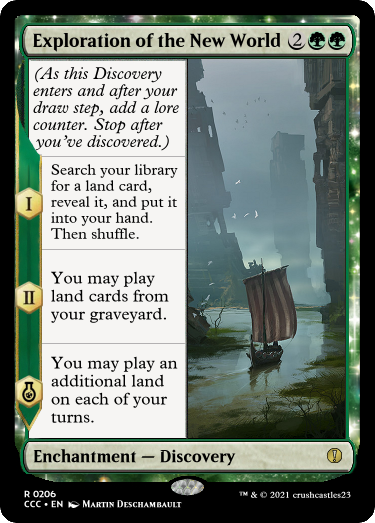 Exploration of the New World 2
(As this Discovery
enters and after your
draw step, add a lore
counter. Stop after
you've discovered.)
I
Search your library
for a land card,
reveal it, and put it
into your hand.
Then shuffle.
II
You may play
land cards from
your graveyard.
You may play an
additional land
on each of your
turns.
Enchantment — Discovery
R 0206
CCC • EN Martin Deschambault
™ & © 2021 crushcastles23